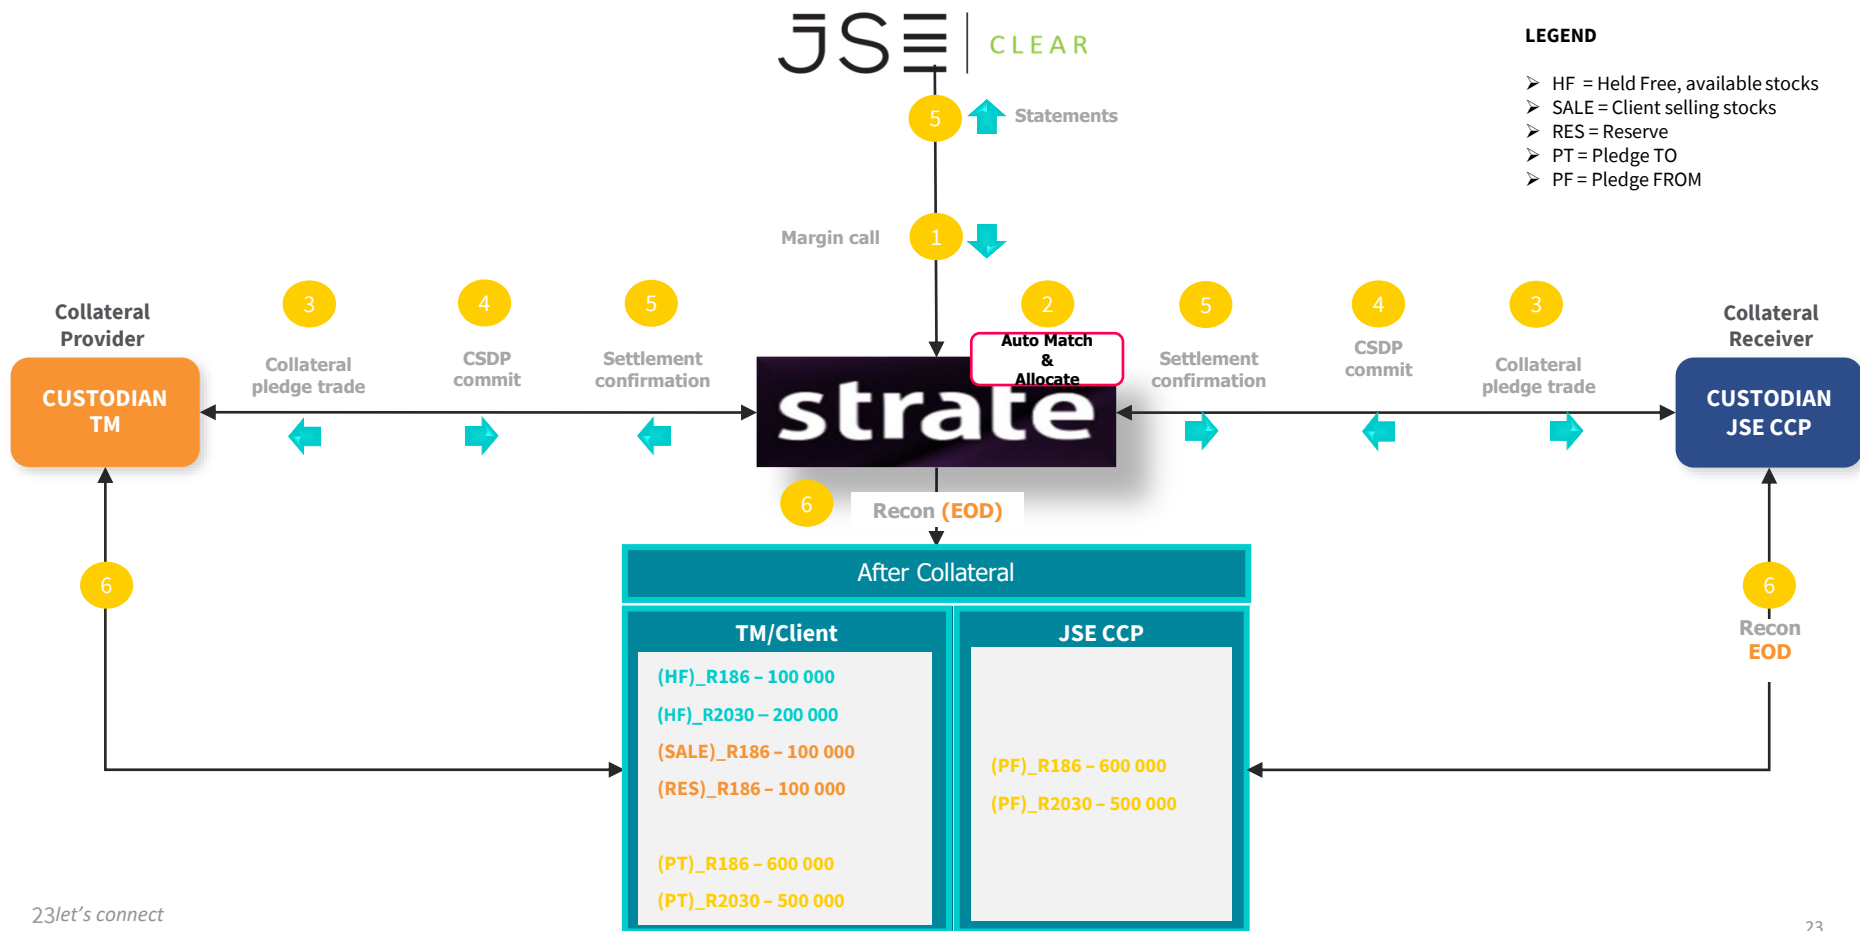 JSE CLEAR
LEGEND
➢ HF = Held Free, available stocks
➢ SALE = Client selling stocks
➢ RES = Reserve
➢ PT = Pledge TO
➢ PF = Pledge FROM
5 Statements
Margin call 1
Collateral
Provider
3
Collateral
pledge trade
4
CSDP
commit
5
Settlement
confirmation
2
Auto Match
&
Allocate
5
Settlement
confirmation
4
CSDP
commit
3
Collateral
pledge trade
Collateral
Receiver
CUSTODIAN
TM
strate
CUSTODIAN
JSE CCP
6 Recon (EOD)
6
6
Recon
EOD
After Collateral
TM/Client
(HF)_R186 – 100 000
(HF)_R2030 – 200 000
(SALE)_R186 – 100 000
(RES)_R186 – 100 000
(PT)_R186 – 600 000
(PT)_R2030 – 500 000
JSE CCP
(PF)_R186 – 600 000
(PF)_R2030 – 500 000
23let's connect
23